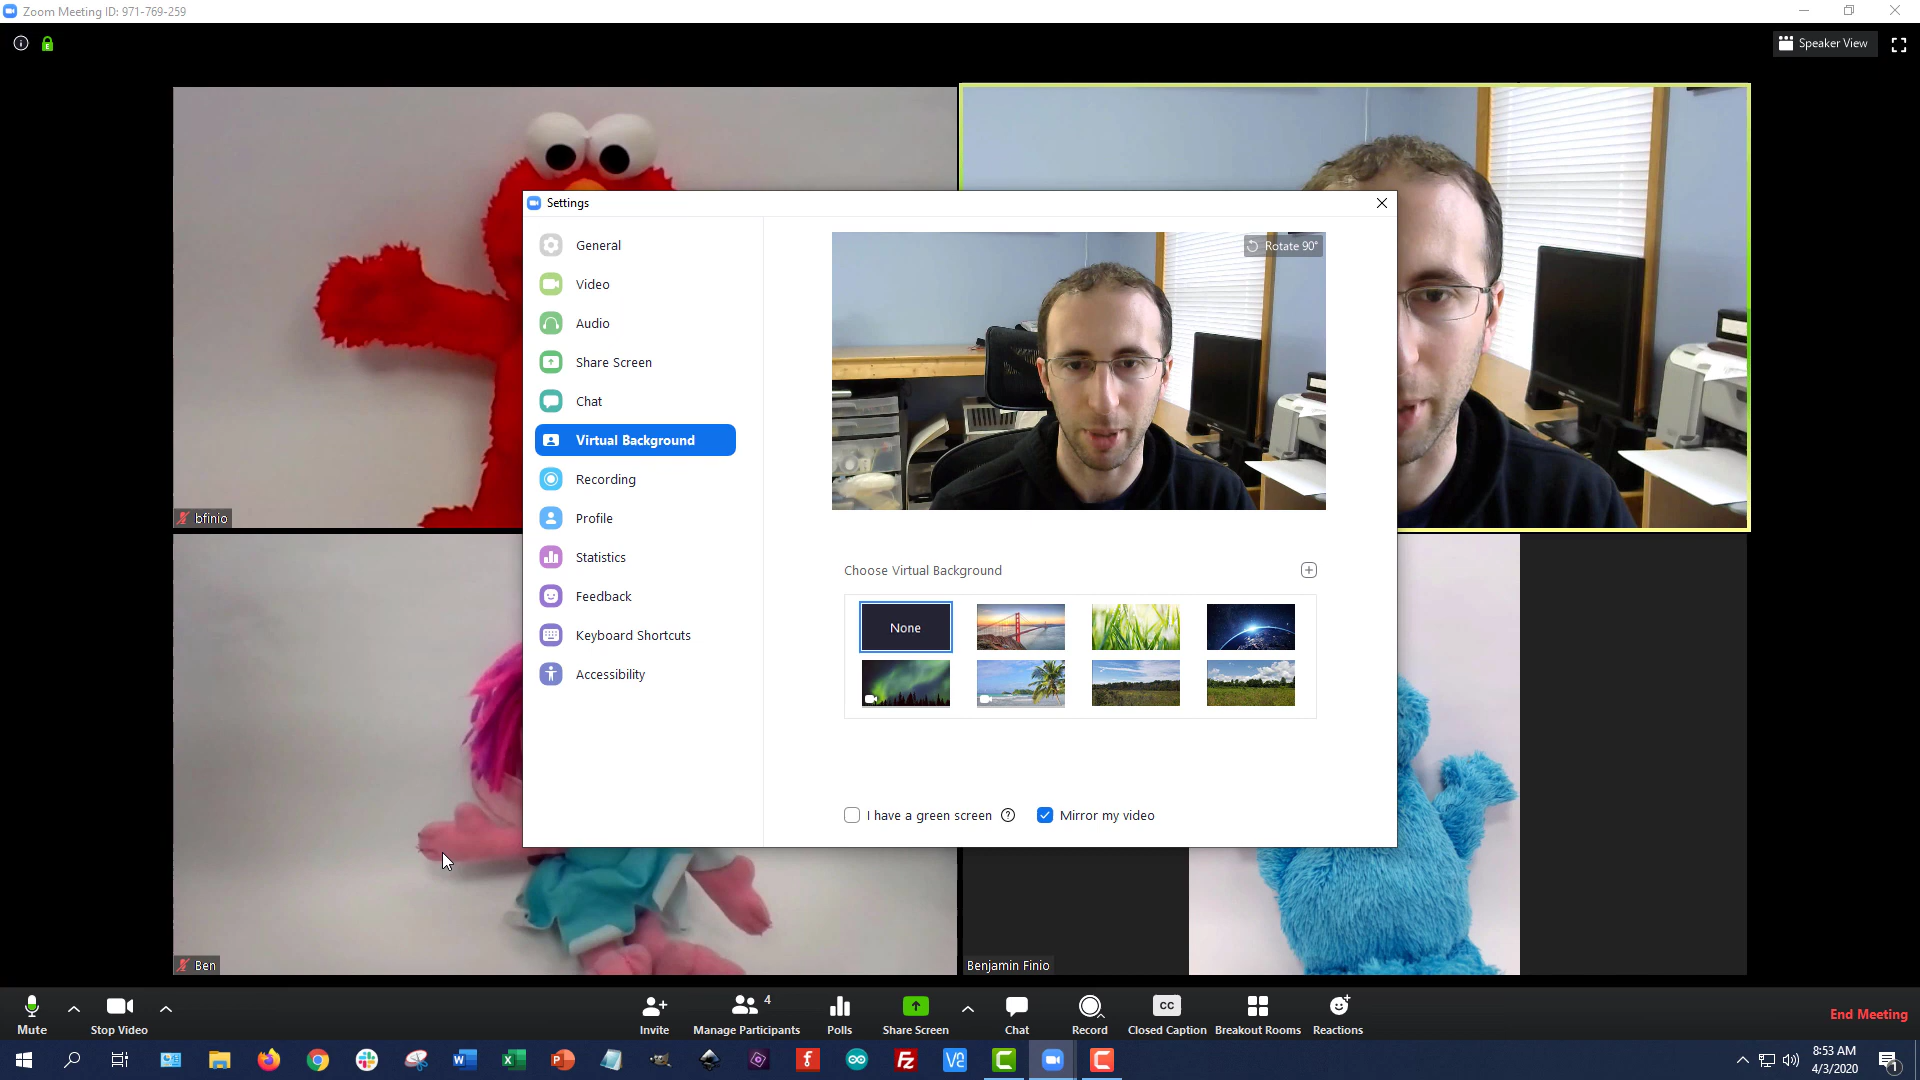 Zoom Meeting ID: 971-769-259
Speaker View
Settings
General
Video
Audio
Share Screen
Chat
Virtual Background
Recording
Profile
Statistics
Feedback
Keyboard Shortcuts
Accessibility
Rotate 90°
Choose Virtual Background
None
I have a green screen
Mirror my video
bfinio
Ben
Benjamin Finio
Mute
Stop Video
Invite
4
Manage Participants
Polls
Share Screen
Chat
Record
CC
Closed Caption
Breakout Rooms
Reactions
End Meeting
8:53 AM
4/3/2020
1